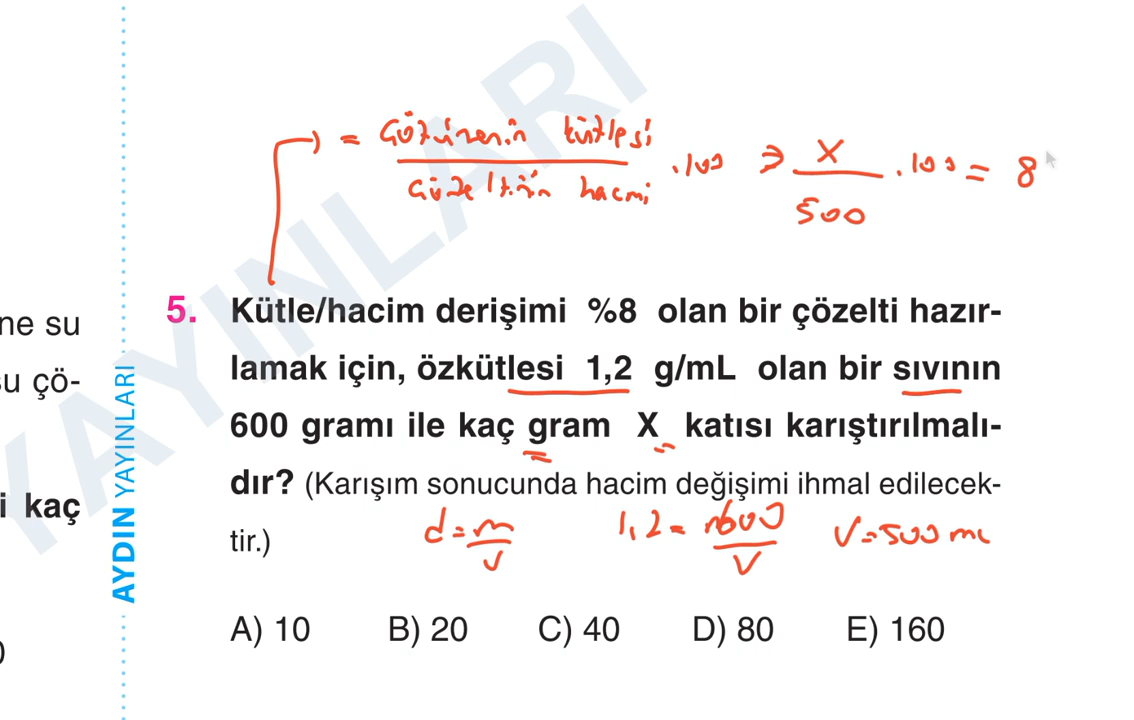 YAYINLARI
= Çözünenin kütlesi
Çözeltinin hacmi
.100 ⇒ X
500
.100 = 8
ne su
u çö-
i kaç
AYDIN YAYINLARI
5. Kütle/hacim derişimi %8 olan bir çözelti hazır-
lamak için, özkütlesi 1,2 g/mL olan bir sıvının
600 gramı ile kaç gram X katısı karıştırılmalı-
dır? (Karışım sonucunda hacim değişimi ihmal edilecek-
tir.)
d = m
V
1,2 = 600
V
V = 500 mL
A) 10 B) 20 C) 40 D) 80 E) 160